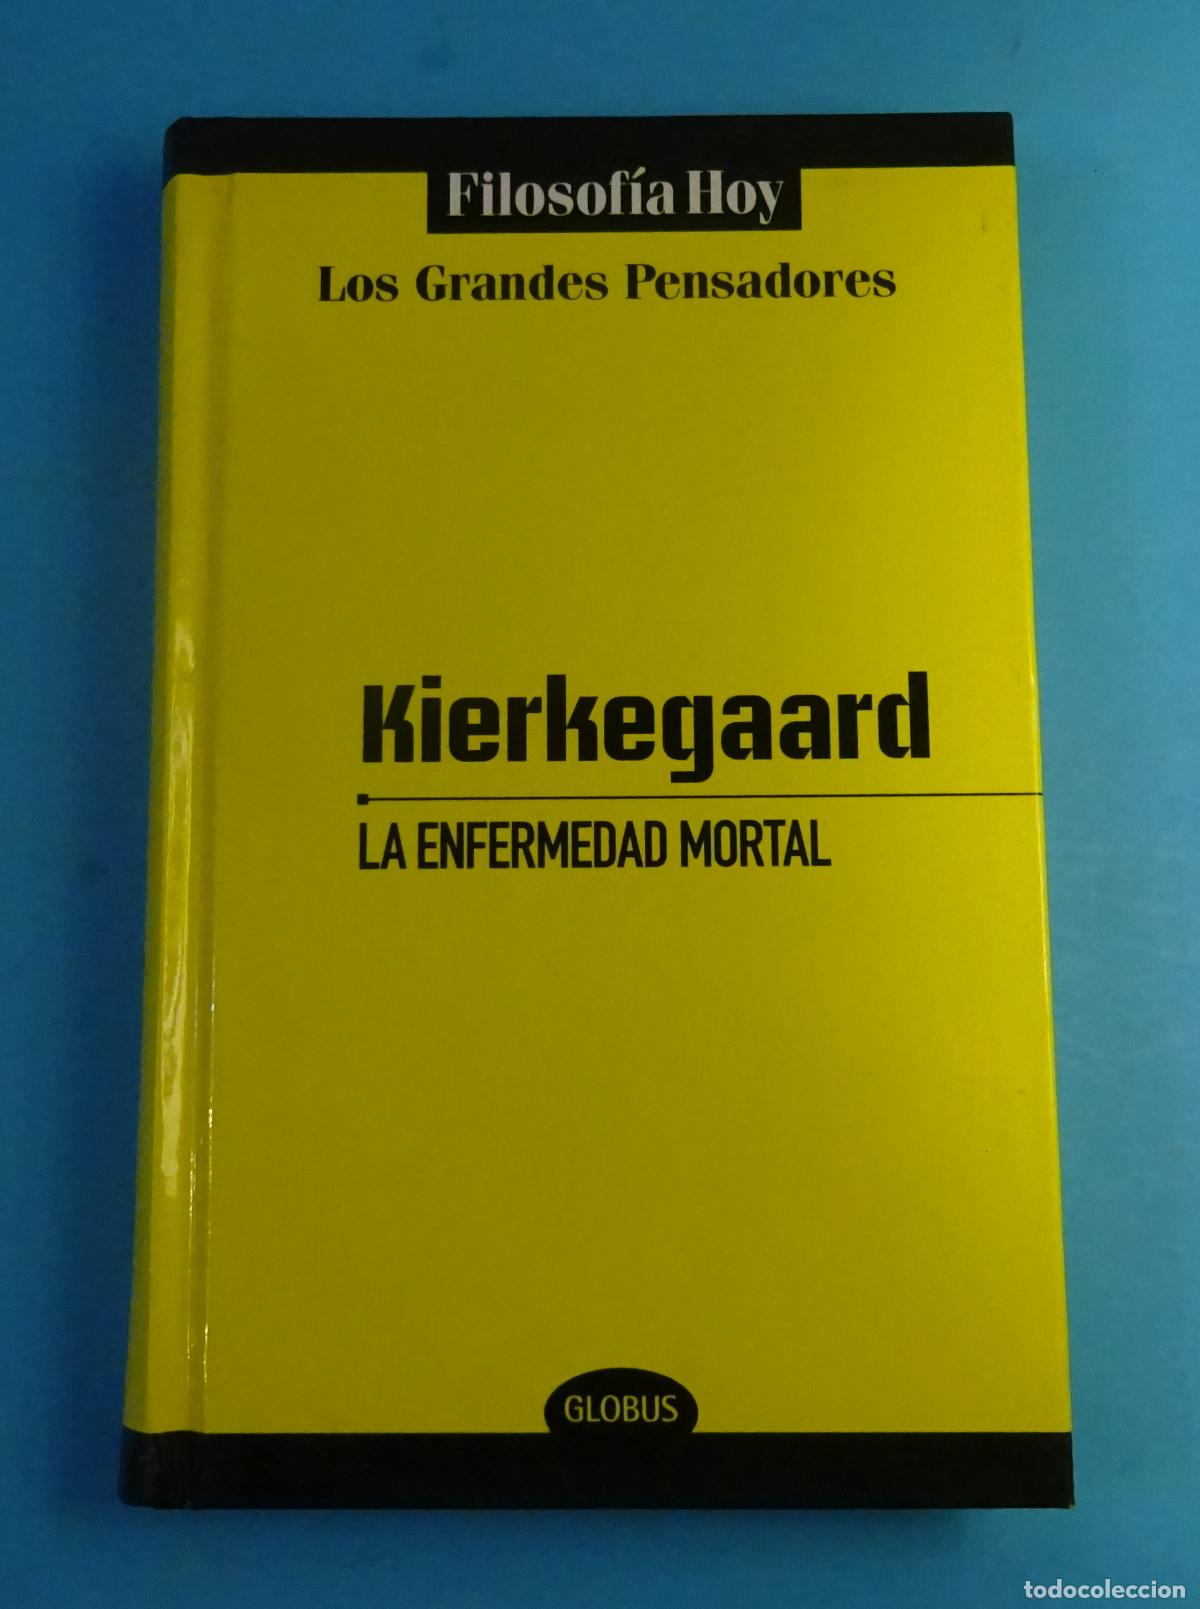 Filosofía Hoy
Los Grandes Pensadores
Kierkegaard
LA ENFERMEDAD MORTAL
GLOBUS
todocoleccion